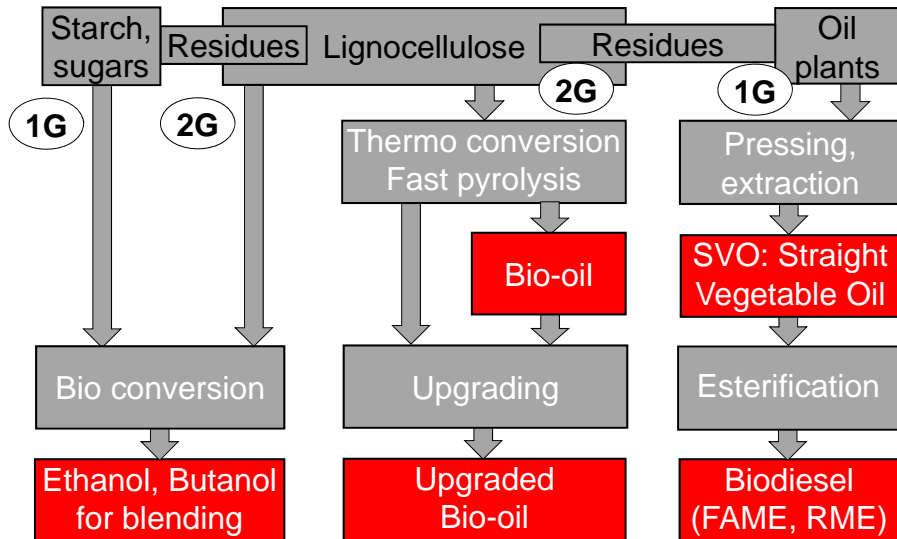 Starch,
sugars
Residues
Lignocellulose
Residues
Oil
plants
1G
2G
2G
1G
Thermo conversion
Fast pyrolysis
Pressing,
extraction
Bio-oil
SVO: Straight
Vegetable Oil
Bio conversion
Upgrading
Esterification
Ethanol, Butanol
for blending
Upgraded
Bio-oil
Biodiesel
(FAME, RME)